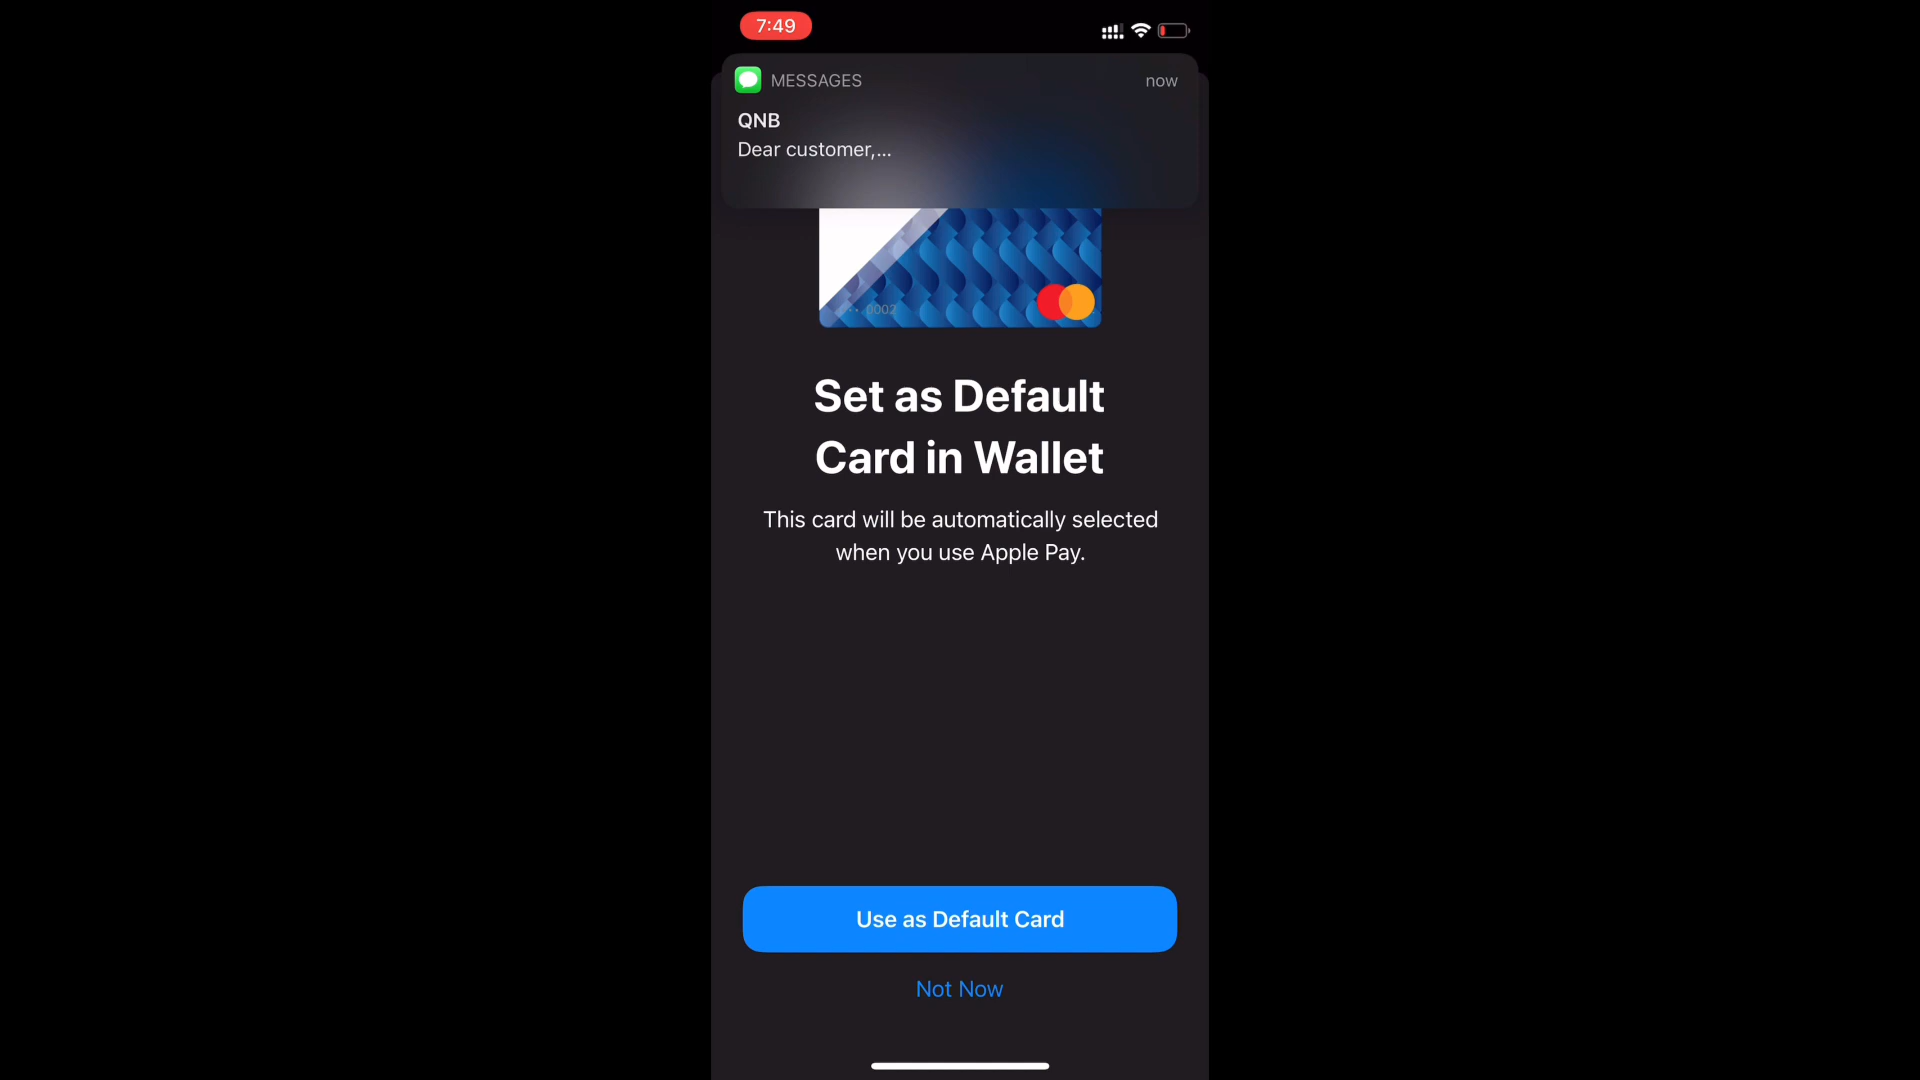 7:49
MESSAGES
now
QNB
Dear customer,...
•• 0002
Set as Default
Card in Wallet
This card will be automatically selected
when you use Apple Pay.
Use as Default Card
Not Now